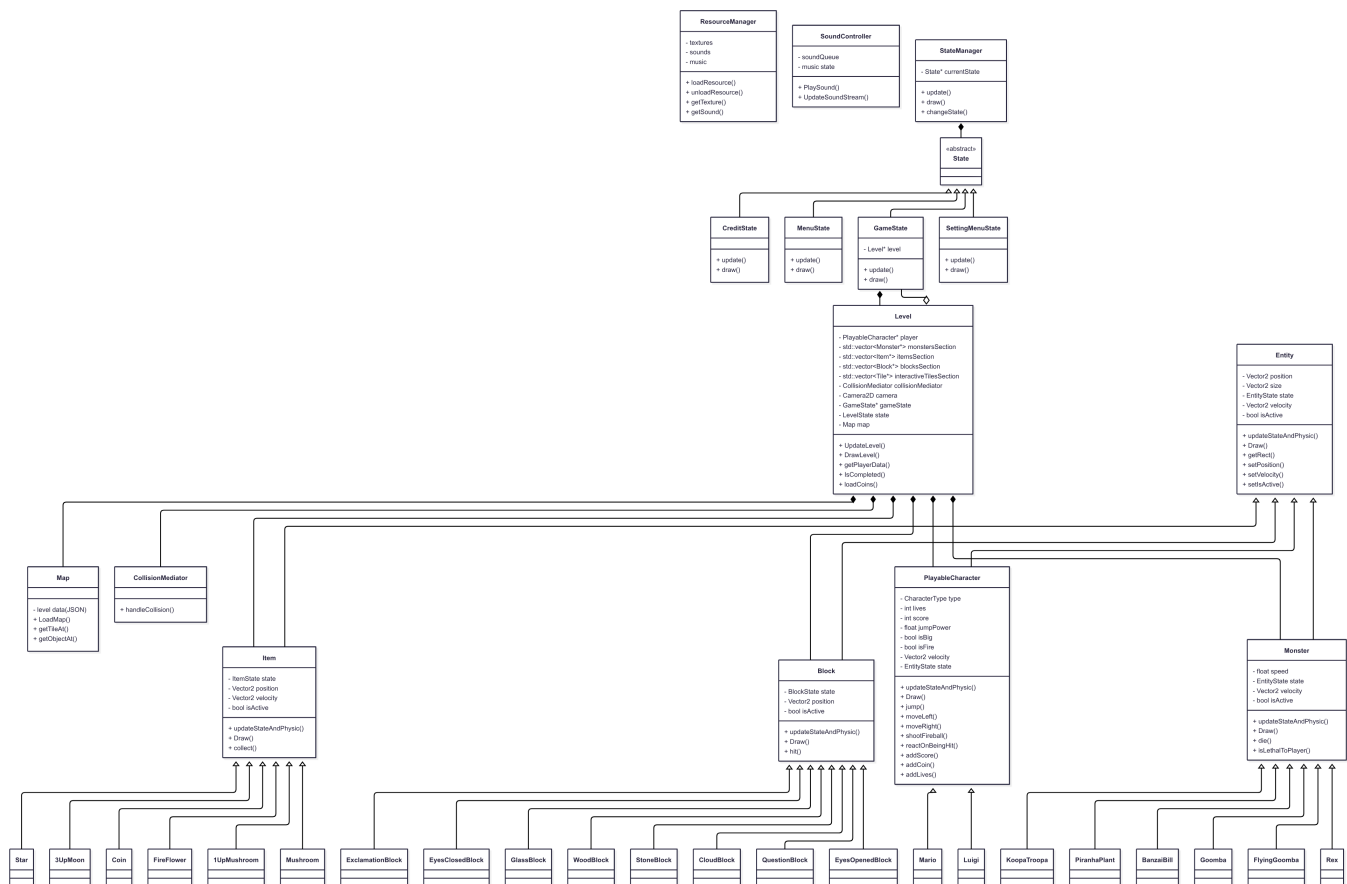 ResourceManager
- textures
- sounds
- music
+ loadResource()
+ unloadResource()
+ getTexture()
+ getSound()
SoundController
- soundQueue
- music state
+ PlaySound()
+ UpdateSoundStream()
StateManager
- State* currentState
+ update()
+ draw()
+ changeState()
«abstract»
State
CreditState
+ update()
+ draw()
MenuState
+ update()
+ draw()
GameState
- Level* level
+ update()
+ draw()
SettingMenuState
+ update()
+ draw()
Level
- PlayableCharacter* player
- std::vector<Monster*> monstersSection
- std::vector<Item*> itemsSection
- std::vector<Block*> blocksSection
- std::vector<Tile*> interactiveTilesSection
- CollisionMediator collisionMediator
- Camera2D camera
- GameState* gameState
- LevelState state
- Map map
+ UpdateLevel()
+ DrawLevel()
+ getPlayerData()
+ IsCompleted()
+ loadCoins()
Entity
- Vector2 position
- Vector2 size
- EntityState state
- Vector2 velocity
- bool isActive
+ updateStateAndPhysic()
+ Draw()
+ getRect()
+ setPosition()
+ setVelocity()
+ setIsActive()
Map
- level data(JSON)
+ LoadMap()
+ getTileAt()
+ getObjectAt()
CollisionMediator
+ handleCollision()
Item
- ItemState state
- Vector2 position
- Vector2 velocity
- bool isActive
+ updateStateAndPhysic()
+ Draw()
+ collect()
Block
- BlockState state
- Vector2 position
- bool isActive
+ updateStateAndPhysic()
+ Draw()
+ hit()
PlayableCharacter
- CharacterType type
- int lives
- int score
- float jumpPower
- bool isBig
- bool isFire
- Vector2 velocity
- EntityState state
+ updateStateAndPhysic()
+ Draw()
+ jump()
+ moveLeft()
+ moveRight()
+ shootFireball()
+ reactOnBeingHit()
+ addScore()
+ addCoin()
+ addLives()
Monster
- float speed
- EntityState state
- Vector2 velocity
- bool isActive
+ updateStateAndPhysic()
+ Draw()
+ die()
+ isLethalToPlayer()
Star
3UpMoon
Coin
FireFlower
1UpMushroom
Mushroom
ExclamationBlock
EyesClosedBlock
GlassBlock
WoodBlock
StoneBlock
CloudBlock
QuestionBlock
EyesOpenedBlock
Mario
Luigi
KoopaTroopa
PiranhaPlant
BanzaiBill
Goomba
FlyingGoomba
Rex